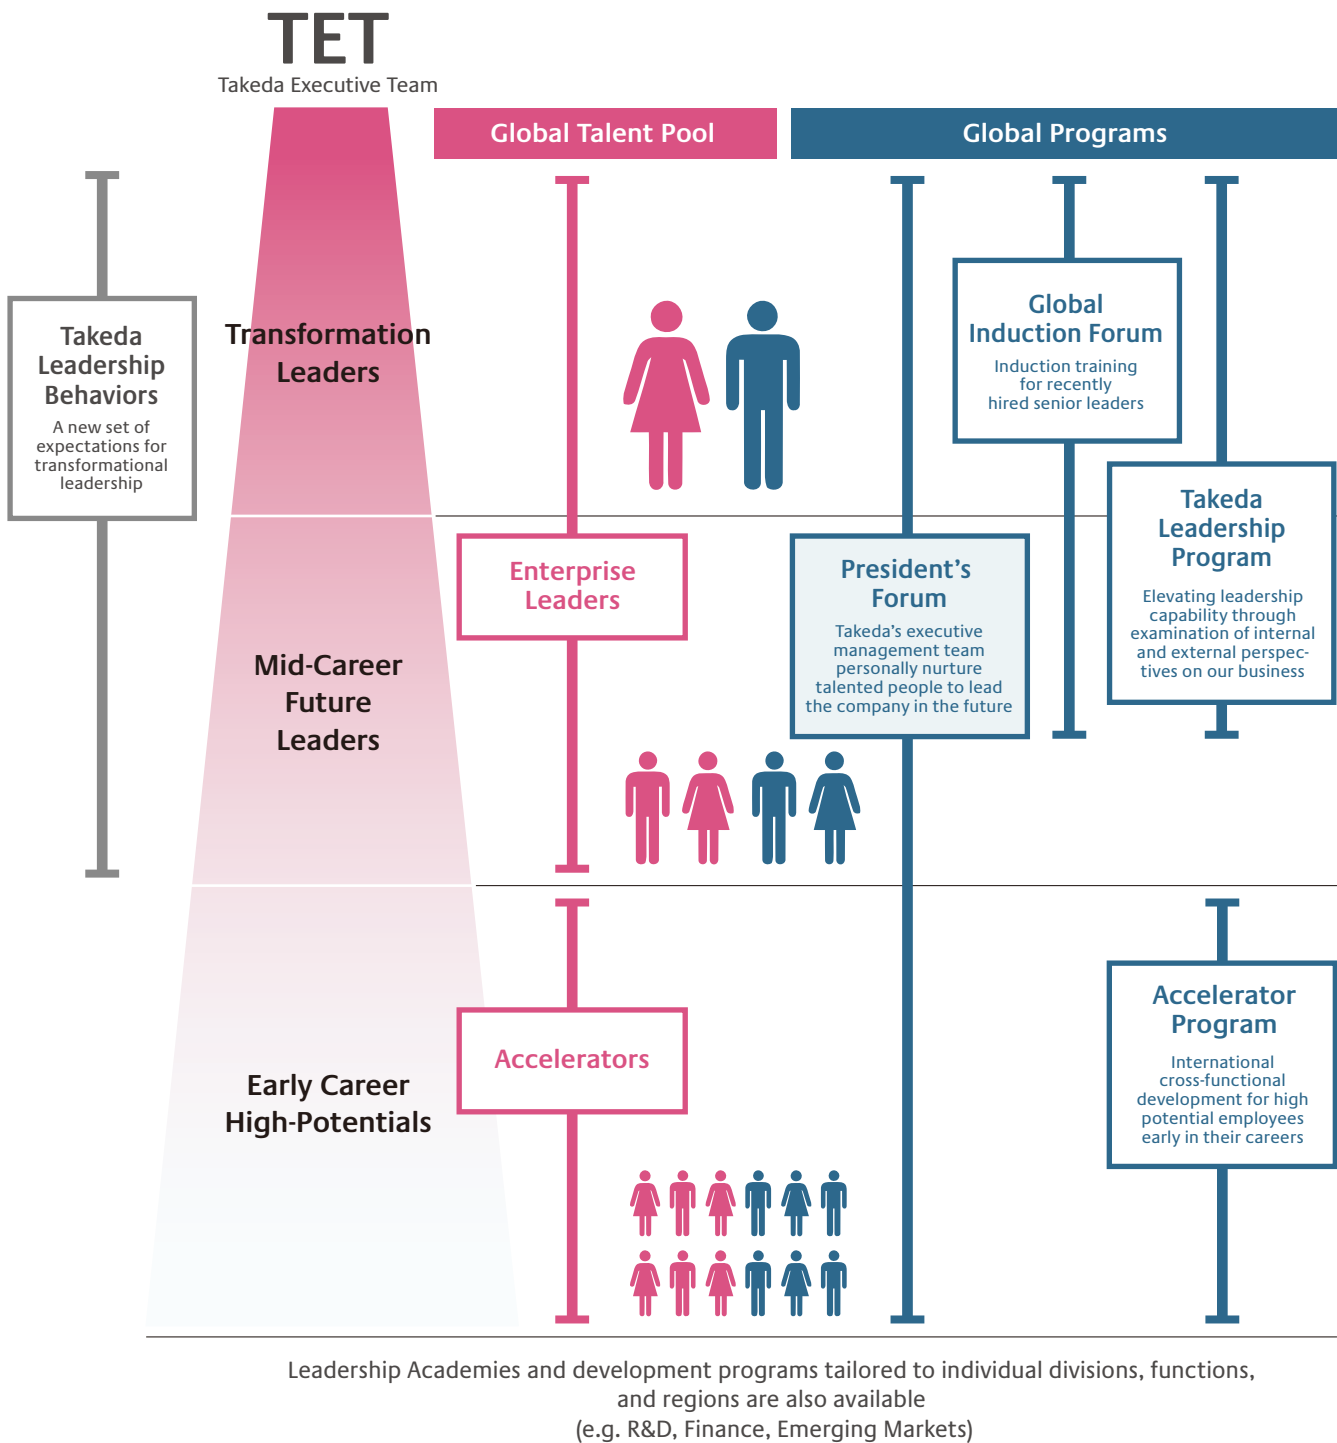 TET
Takeda Executive Team
Global Talent Pool
Global Programs
Takeda
Leadership
Behaviors
A new set of
expectations for
transformational
leadership
Transformation
Leaders
Global
Induction Forum
Induction training
for recently
hired senior leaders
Takeda
Leadership
Program
Elevating leadership
capability through
examination of internal
and external perspec-
tives on our business
Mid-Career
Future
Leaders
Enterprise
Leaders
President’s
Forum
Takeda’s executive
management team
personally nurture
talented people to lead
the company in the future
Early Career
High-Potentials
Accelerators
Accelerator
Program
International
cross-functional
development for high
potential employees
early in their careers
Leadership Academies and development programs tailored to individual divisions, functions,
and regions are also available
(e.g. R&D, Finance, Emerging Markets)